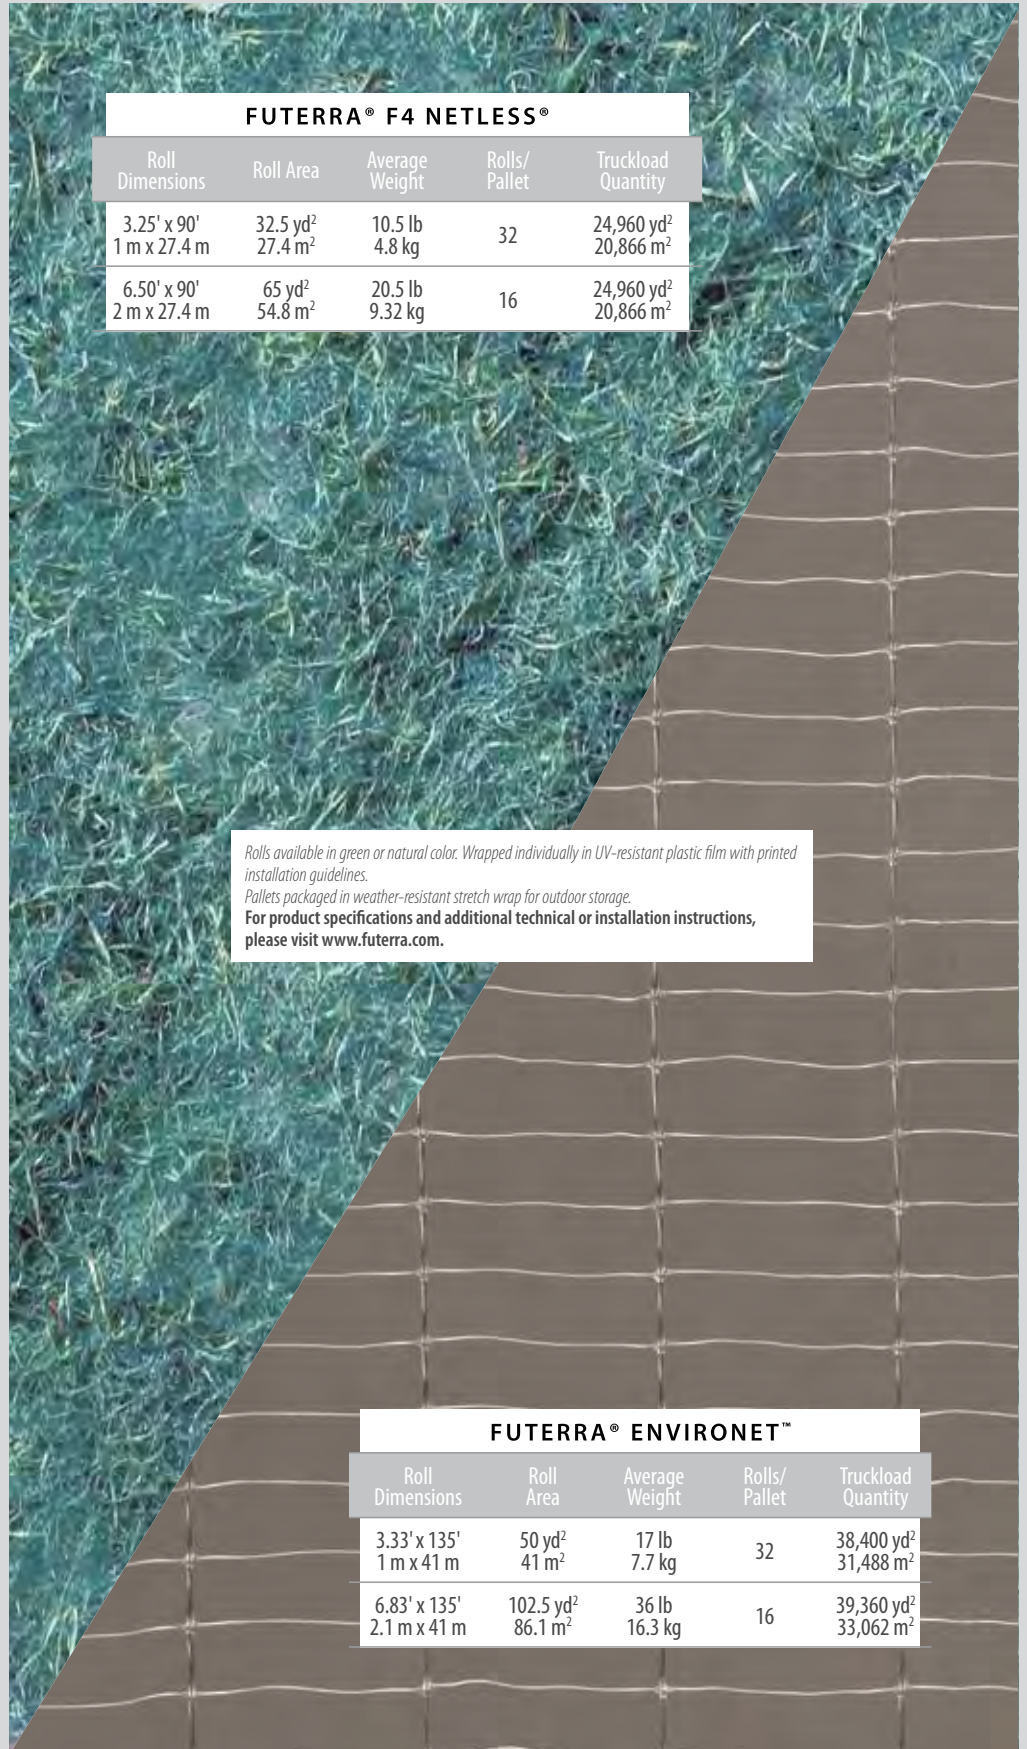 FUTERRA® F4 NETLESS®
Roll Dimensions Roll Area Average Weight Rolls/ Pallet Truckload Quantity
3.25' x 90' 32.5 yd² 10.5 lb 32 24,960 yd²
1 m x 27.4 m 27.4 m² 4.8 kg 20,866 m²
6.50' x 90' 65 yd² 20.5 lb 16 24,960 yd²
2 m x 27.4 m 54.8 m² 9.32 kg 20,866 m²
Rolls available in green or natural color. Wrapped individually in UV-resistant plastic film with printed
installation guidelines.
Pallets packaged in weather-resistant stretch wrap for outdoor storage.
For product specifications and additional technical or installation instructions,
please visit www.futerra.com.
FUTERRA® ENVIRONET™
Roll Dimensions Roll Area Average Weight Rolls/ Pallet Truckload Quantity
3.33' x 135' 50 yd² 17 lb 32 38,400 yd²
1 m x 41 m 41 m² 7.7 kg 31,488 m²
6.83' x 135' 102.5 yd² 36 lb 16 39,360 yd²
2.1 m x 41 m 86.1 m² 16.3 kg 33,062 m²